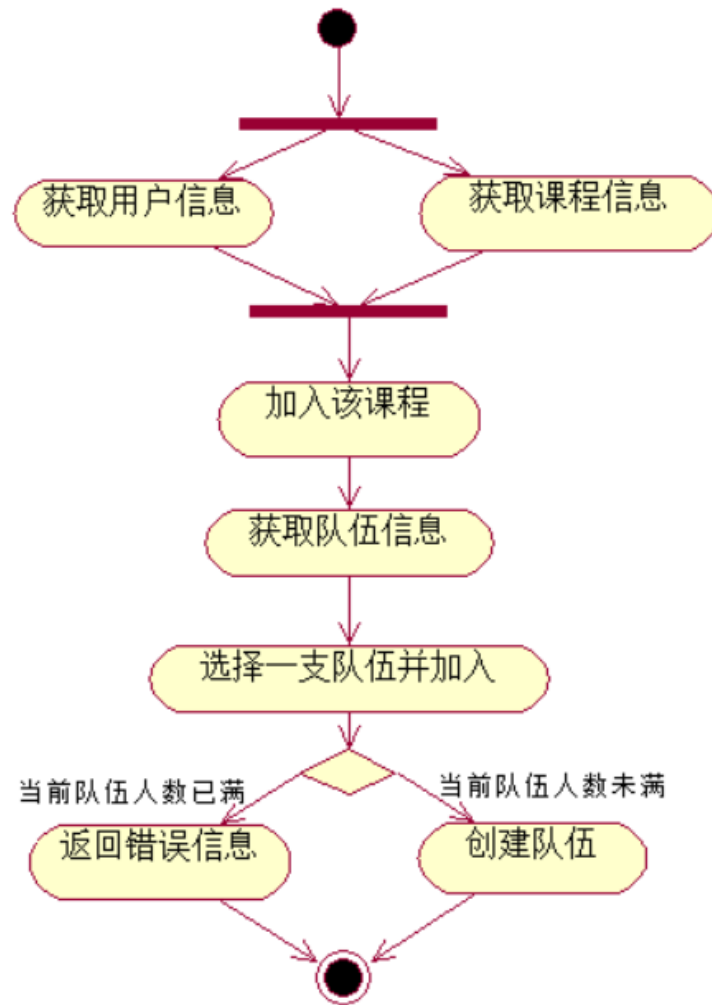 获取用户信息
获取课程信息
加入该课程
获取队伍信息
选择一支队伍并加入
当前队伍人数已满
当前队伍人数未满
返回错误信息
创建队伍